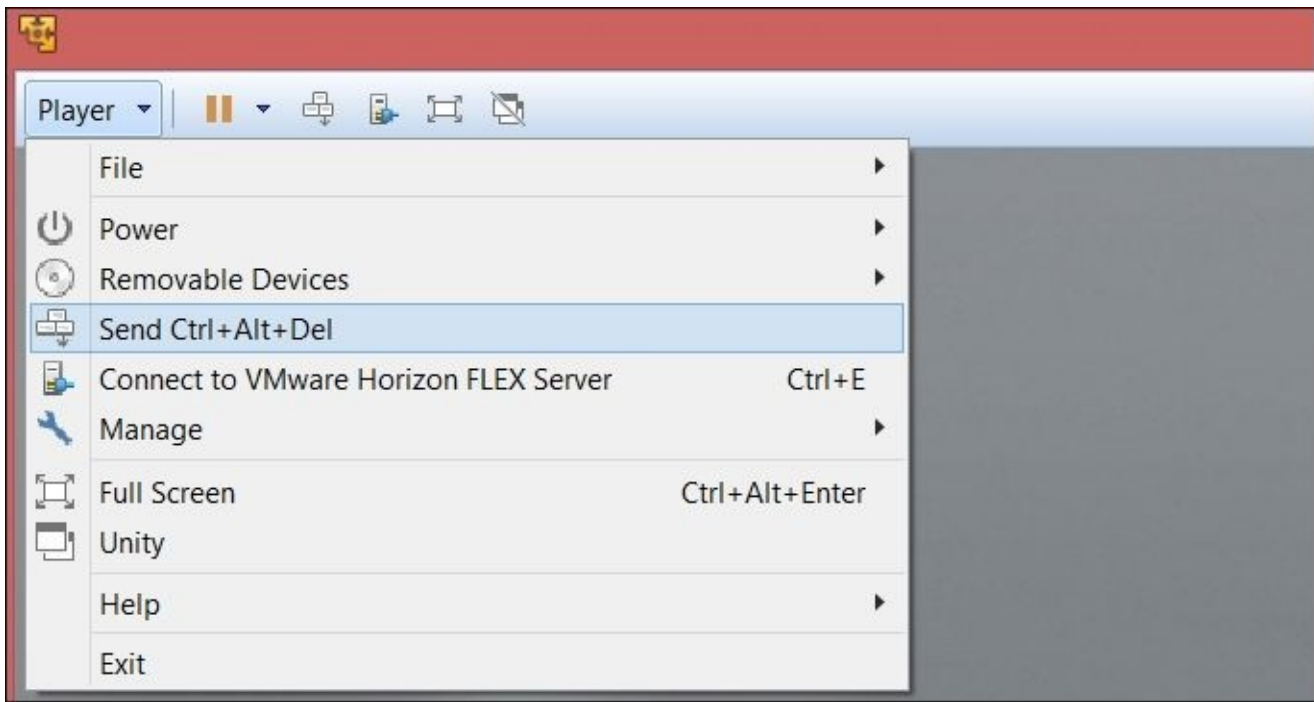 Player
File
Power
Removable Devices
Send Ctrl+Alt+Del
Connect to VMware Horizon FLEX Server Ctrl+E
Manage
Full Screen Ctrl+Alt+Enter
Unity
Help
Exit